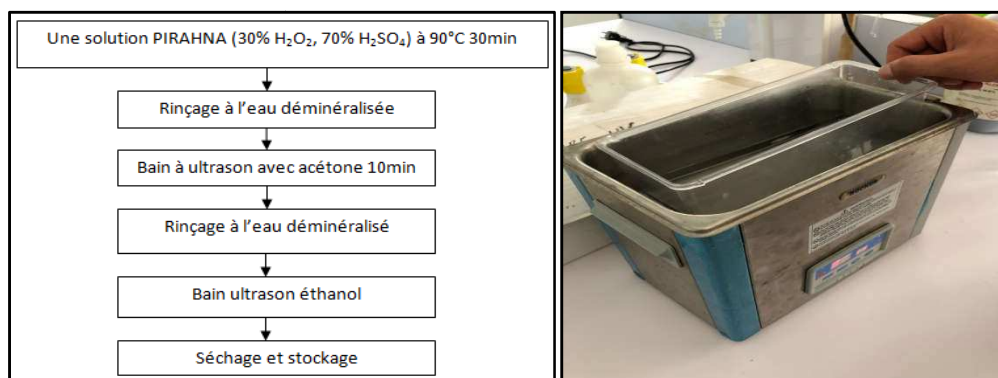 Une solution PIRAHNA (30% H₂O₂, 70% H₂SO₄) à 90°C 30min
Rinçage à l’eau déminéralisée
Bain à ultrason avec acétone 10min
Rinçage à l’eau déminéralisé
Bain ultrason éthanol
Séchage et stockage